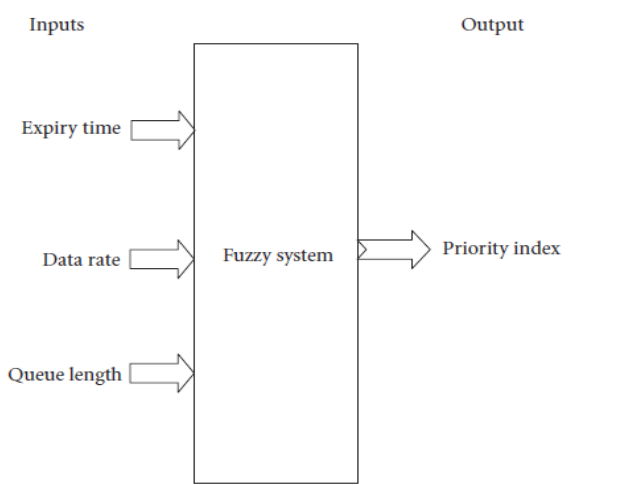 Inputs
Output
Expiry time
Data rate
Fuzzy system
Priority index
Queue length